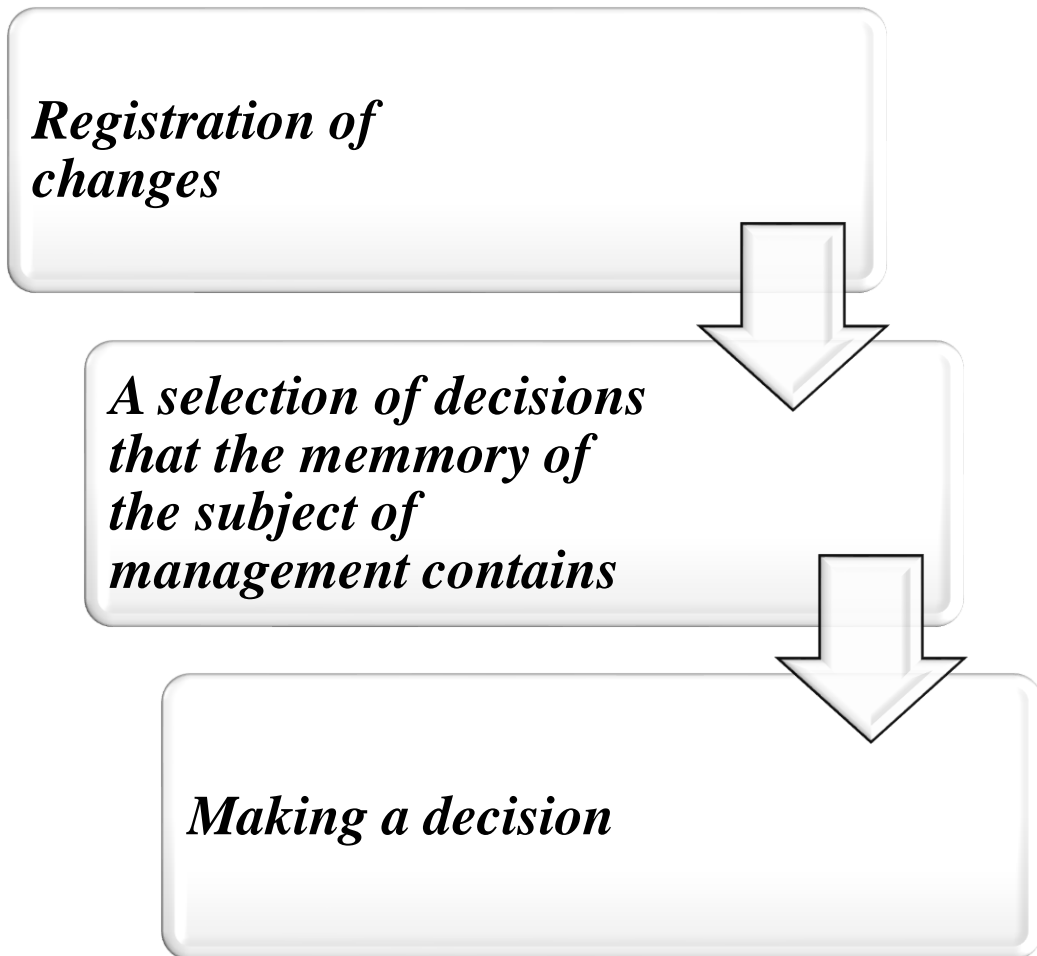 Registration of
changes
A selection of decisions
that the memmory of
the subject of
management contains
Making a decision